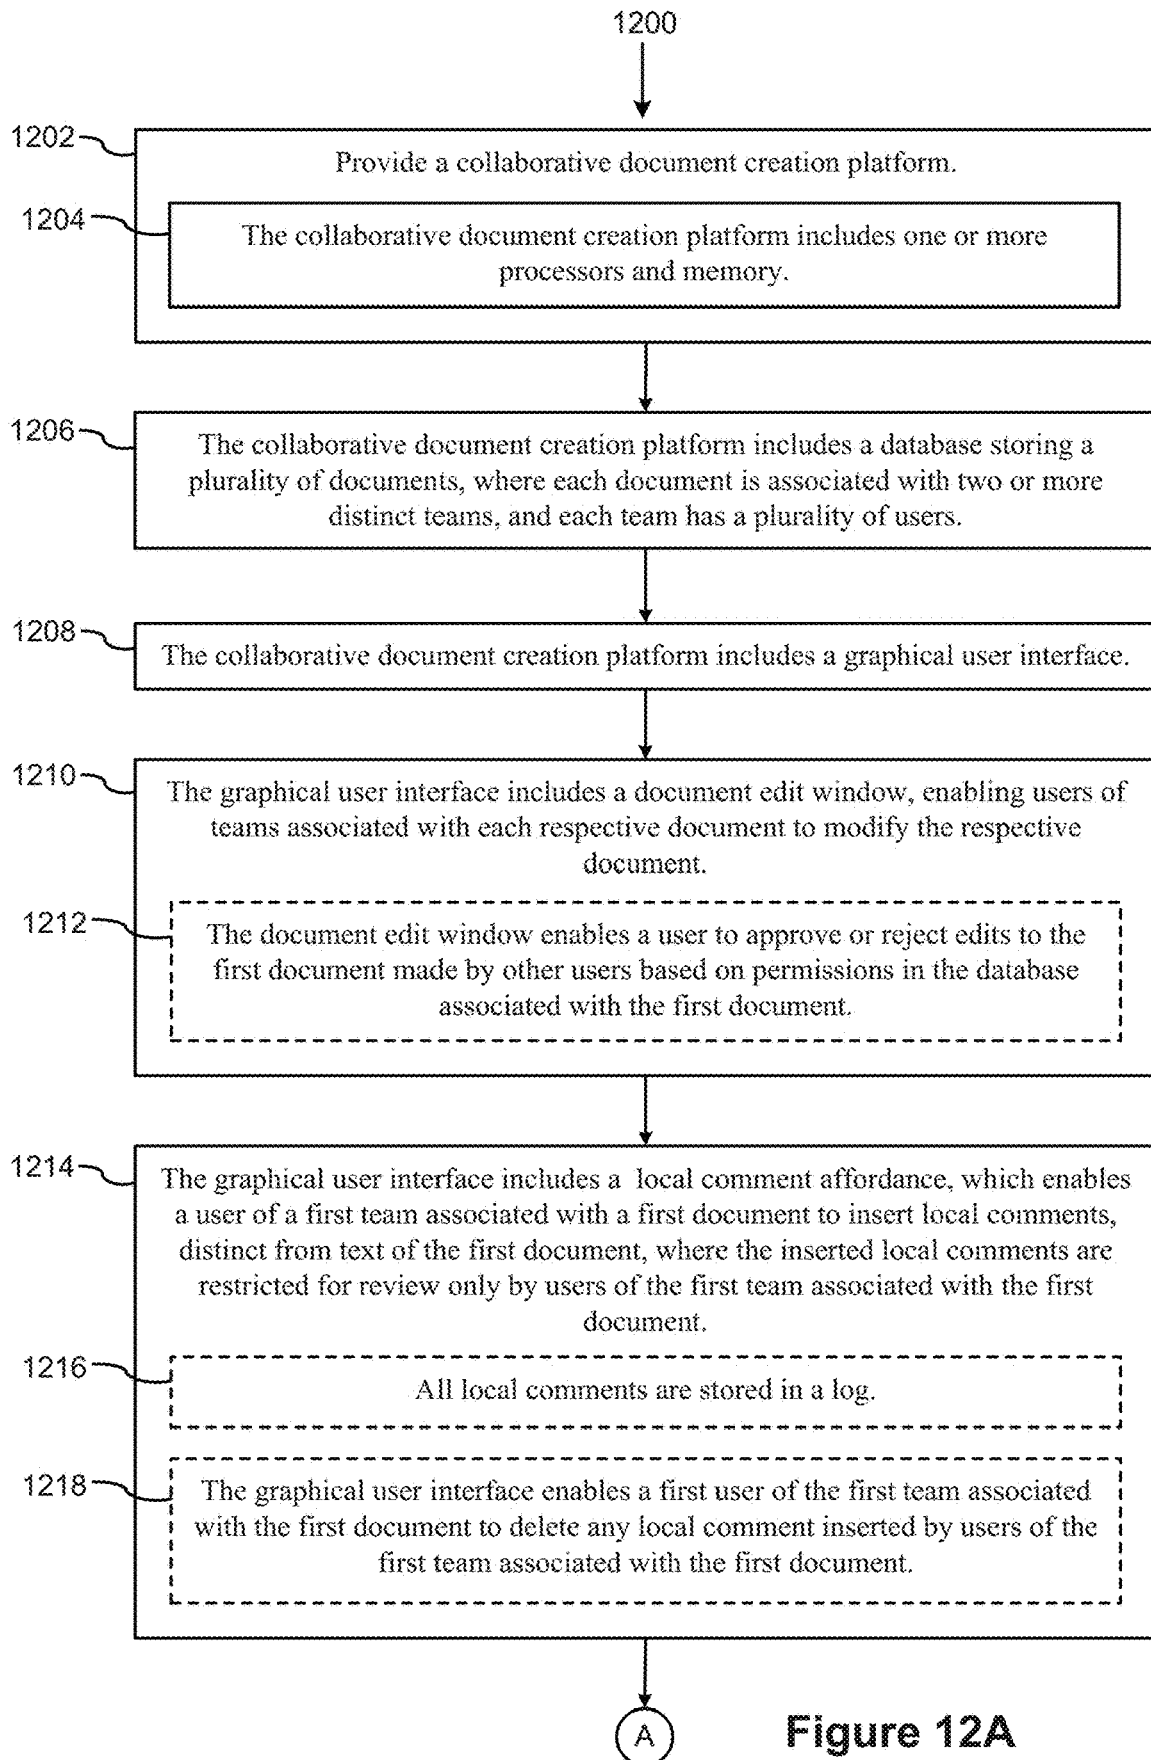 1200
1202
Provide a collaborative document creation platform.
1204
The collaborative document creation platform includes one or more
processors and memory.
1206
The collaborative document creation platform includes a database storing a
plurality of documents, where each document is associated with two or more
distinct teams, and each team has a plurality of users.
1208
The collaborative document creation platform includes a graphical user interface.
1210
The graphical user interface includes a document edit window, enabling users of
teams associated with each respective document to modify the respective
document.
1212
The document edit window enables a user to approve or reject edits to the
first document made by other users based on permissions in the database
associated with the first document.
1214
The graphical user interface includes a local comment affordance, which enables
a user of a first team associated with a first document to insert local comments,
distinct from text of the first document, where the inserted local comments are
restricted for review only by users of the first team associated with the first
document.
1216
All local comments are stored in a log.
1218
The graphical user interface enables a first user of the first team associated
with the first document to delete any local comment inserted by users of the
first team associated with the first document.
A
Figure 12A